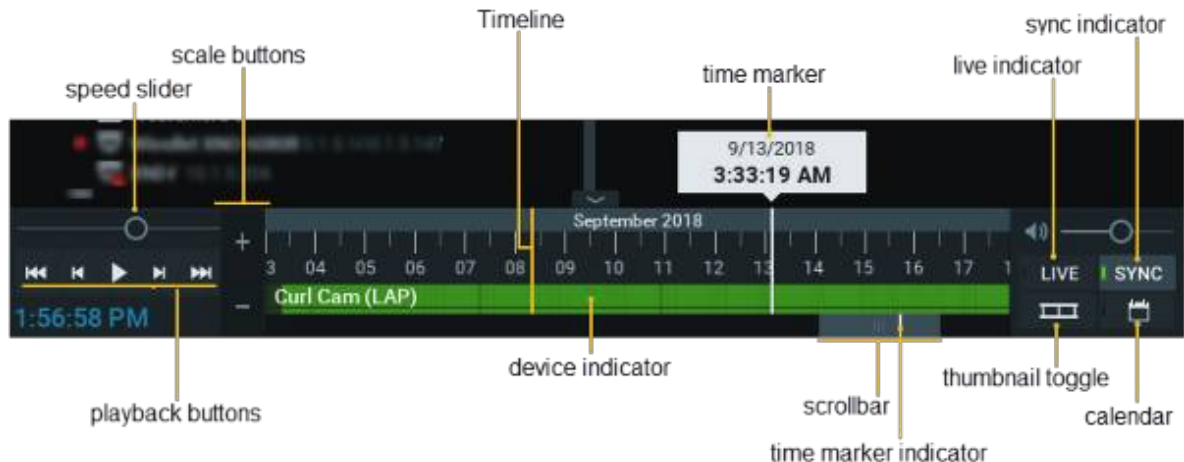 Timeline
sync indicator
scale buttons
live indicator
time marker
speed slider
9/13/2018
3:33:19 AM
September 2018
3 04 05 06 07 08 09 10 11 12 13 14 15 16 17 1
LIVE SYNC
Curl Cam (LAP)
1:56:58 PM
device indicator
thumbnail toggle
playback buttons
scrollbar
calendar
time marker indicator